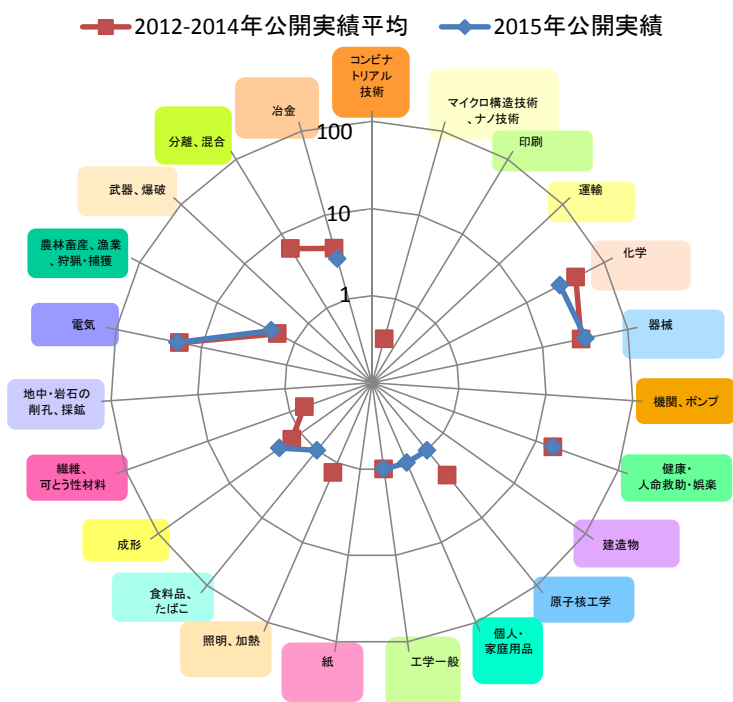 2012-2014年公開実績平均
2015年公開実績
コンビナ
トリアル
技術
マイクロ構造技術
、ナノ技術
印刷
運輸
化学
器械
機関、ポンプ
健康・
人命救助・娯楽
建造物
原子核工学
個人・
家庭用品
工学一般
紙
照明、加熱
食料品、
たばこ
成形
繊維、
可とう性材料
地中・岩石の
削孔、採鉱
電気
農林畜産、漁業
、狩猟・捕獲
武器、爆破
分離、混合
冶金
100
10
1